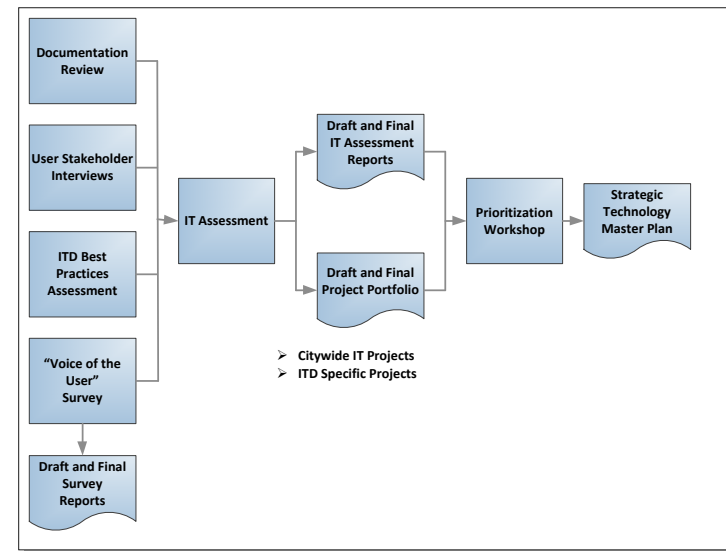 Documentation
Review
User Stakeholder
Interviews
ITD Best
Practices
Assessment
“Voice of the
User”
Survey
Draft and Final
Survey
Reports
IT Assessment
Draft and Final
IT Assessment
Reports
Draft and Final
Project Portfolio
➢ Citywide IT Projects
➢ ITD Specific Projects
Prioritization
Workshop
Strategic
Technology
Master Plan